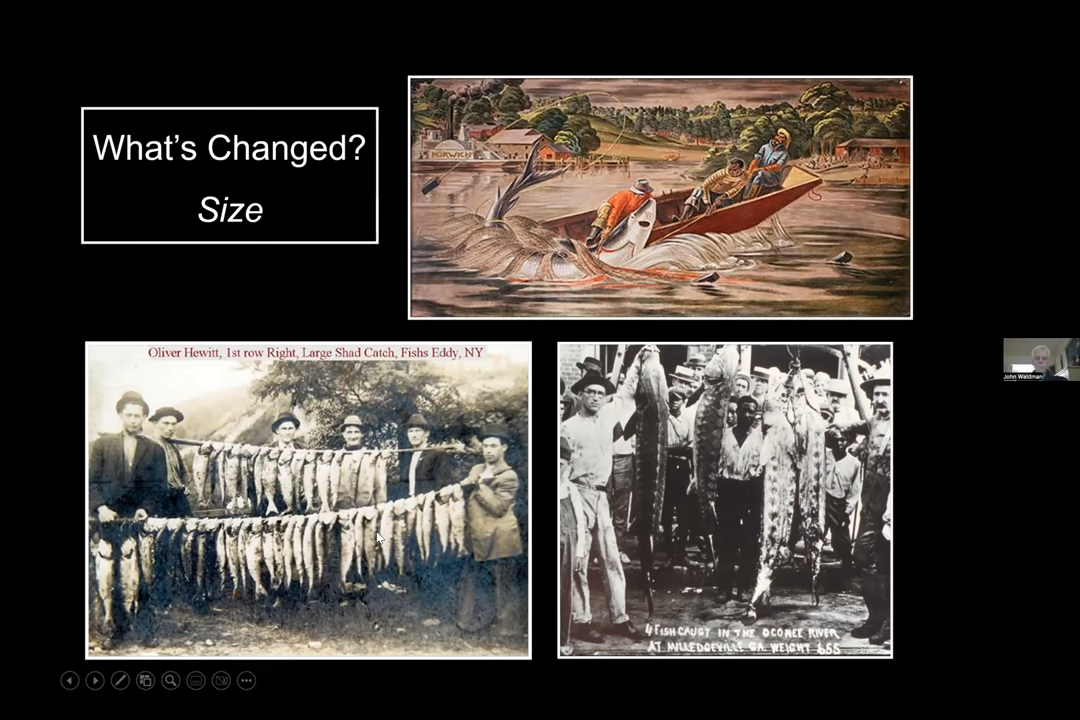 What's Changed?
Size
NORWICH
Oliver Hewitt, 1st row Right, Large Shad Catch, Fishs Eddy, NY
4 FISH CAUGT IN THE OCONEE RIVER
AT MILLEDGEVILLE GA. WEIGHT 655
John Waldman